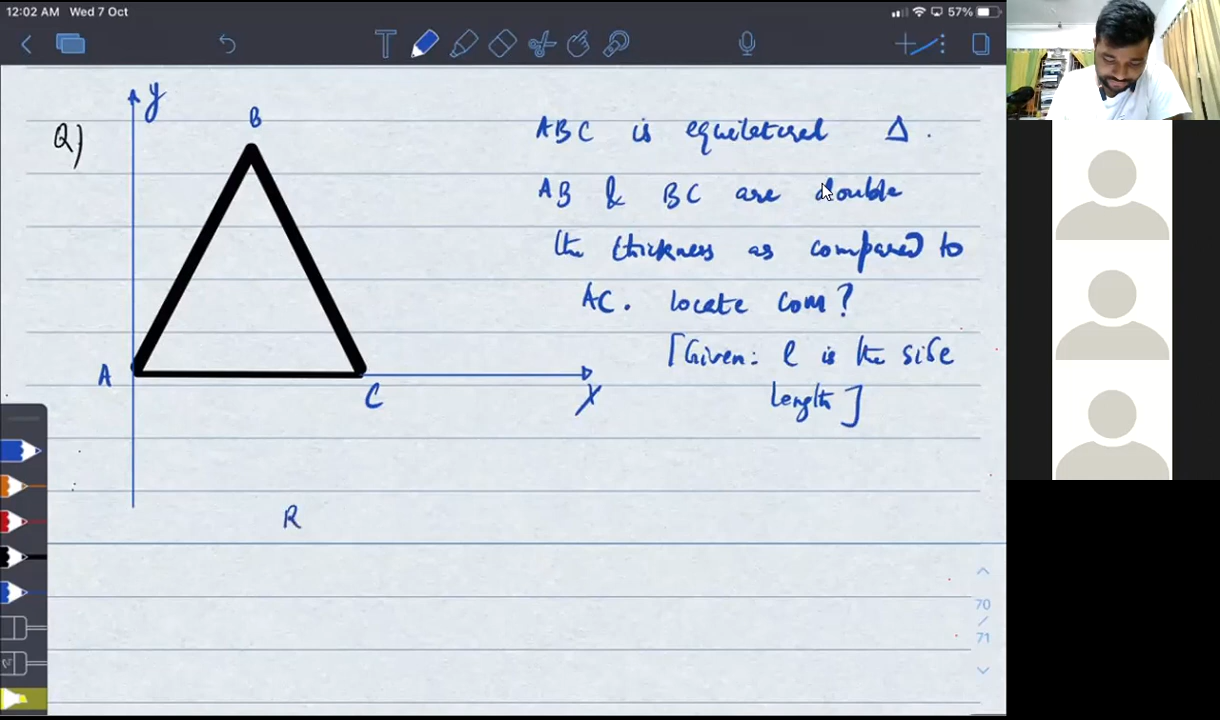 12:02 AM Wed 7 Oct
57%
T
Q)
y
B
A
C
X
ABC is equilateral Δ.
AB & BC are double
the thickness as compared to
AC. locate com?
[Given: l is the side
length]
R
70
/
71